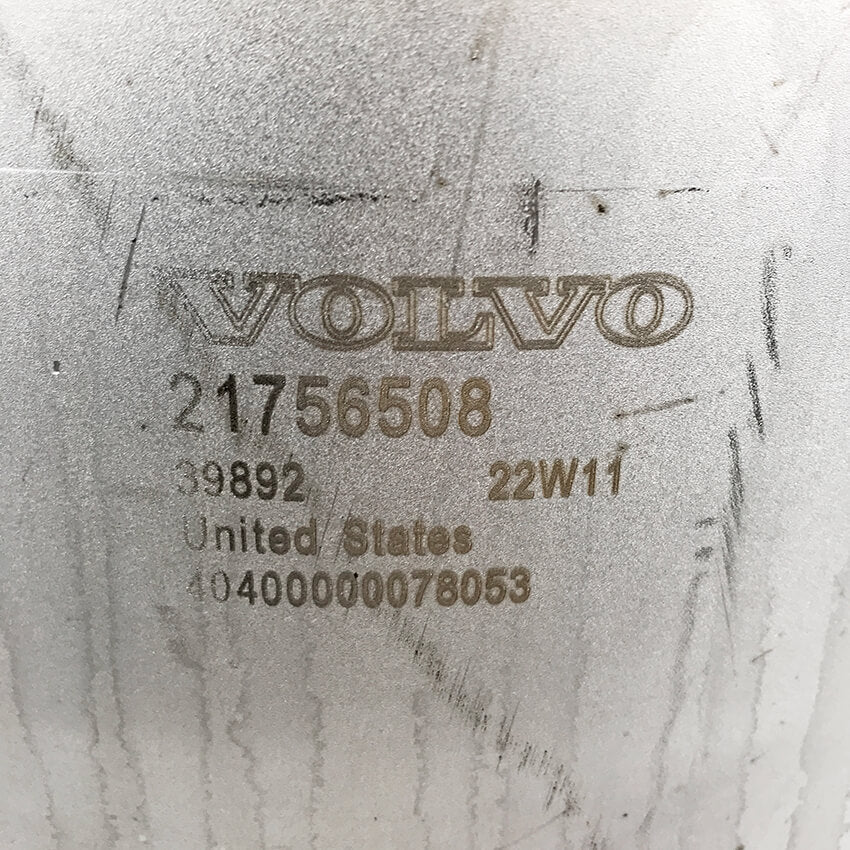 VOLVO
21756508
39892 22W11
United States
40400000078053